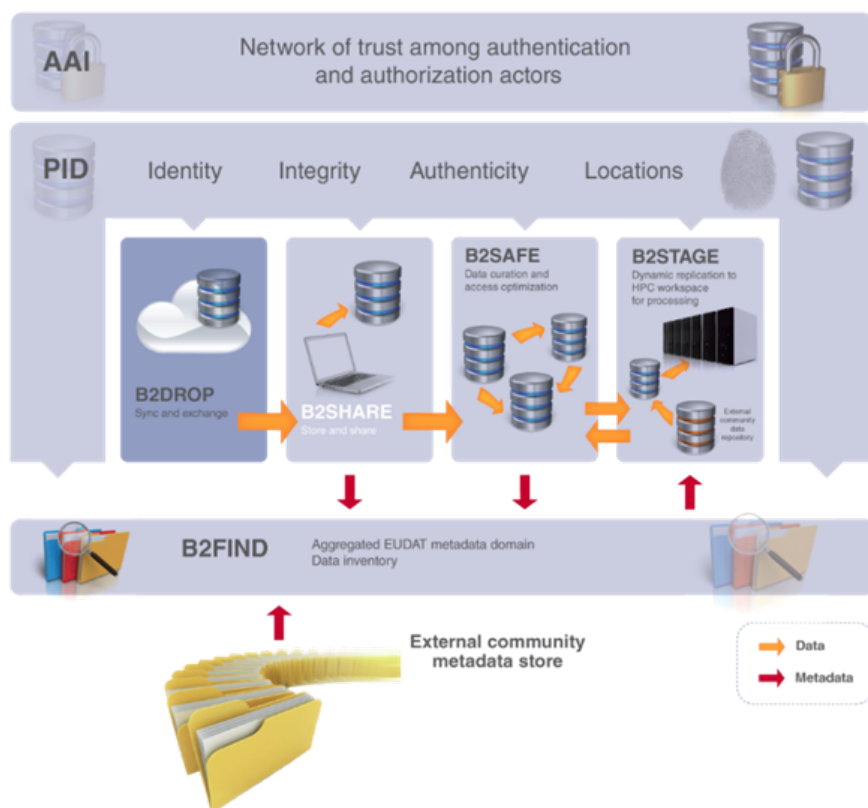 AAI
Network of trust among authentication
and authorization actors
PID
Identity
Integrity
Authenticity
Locations
B2DROP
Sync and exchange
B2SHARE
Store and share
B2SAFE
Data curation and
access optimization
B2STAGE
Dynamic replication to
HPC workspace
for processing
External
community
data
repository
B2FIND
Aggregated EUDAT metadata domain
Data inventory
External community
metadata store
Data
Metadata